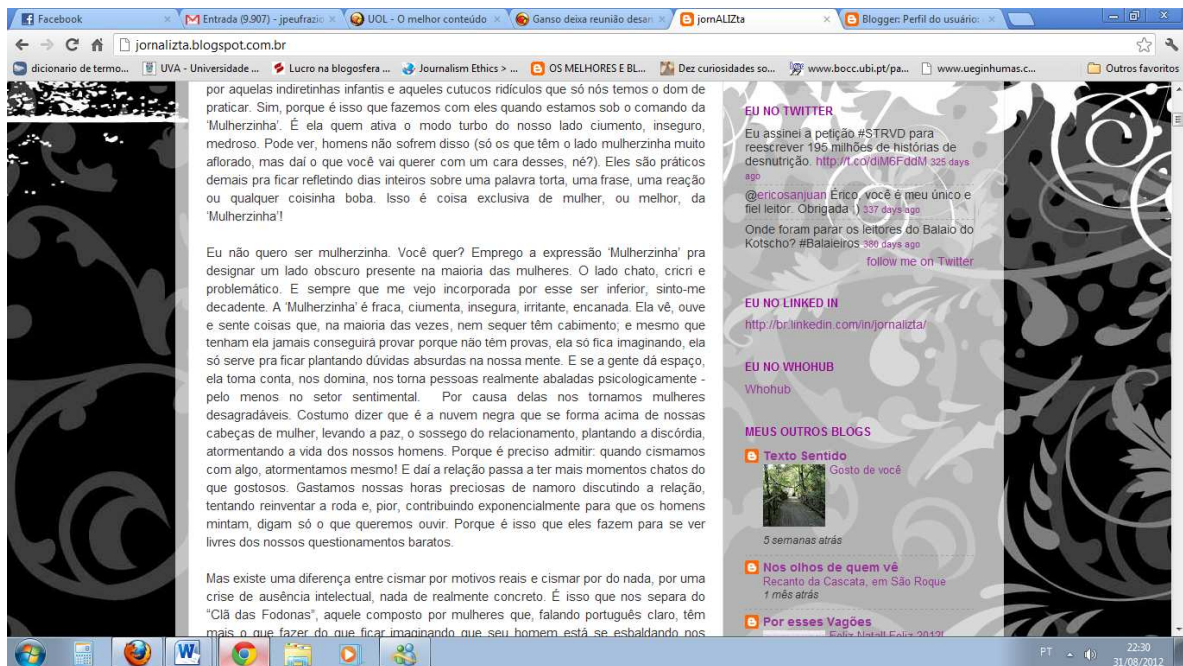 Facebook
Entrada (9.907) - jpeufrazio
UOL - O melhor conteúdo
Ganso deixa reunião desan
jornALIZta
Blogger: Perfil do usuário:
jornalizta.blogspot.com.br
dicionario de termo...
UVA - Universidade ...
Lucro na blogosfera ...
Journalism Ethics > ...
OS MELHORES E BL...
Dez curiosidades so...
www.bocc.ubi.pt/pa...
www.ueginhumas.c...
Outros favoritos
por aquelas indiretinhas infantis e aqueles cutucos ridículos que só nós temos o dom de
praticar. Sim, porque é isso que fazemos com eles quando estamos sob o comando da
'Mulherzinha'. É ela quem ativa o modo turbo do nosso lado ciumento, inseguro,
medroso. Pode ver, homens não sofrem disso (só os que têm o lado mulherzinha muito
aflorado, mas daí o que você vai querer com um cara desses, né?). Eles são práticos
demais pra ficar refletindo dias inteiros sobre uma palavra torta, uma frase, uma reação
ou qualquer coisinha boba. Isso é coisa exclusiva de mulher, ou melhor, da
'Mulherzinha'!
Eu não quero ser mulherzinha. Você quer? Emprego a expressão 'Mulherzinha' pra
designar um lado obscuro presente na maioria das mulheres. O lado chato, cricri e
problemático. E sempre que me vejo incorporada por esse ser inferior, sinto-me
decadente. A 'Mulherzinha' é fraca, ciumenta, insegura, irritante, encanada. Ela vê, ouve
e sente coisas que, na maioria das vezes, nem sequer têm cabimento; e mesmo que
tenham ela jamais conseguirá provar porque não têm provas, ela só fica imaginando, ela
só serve pra ficar plantando dúvidas absurdas na nossa mente. E se a gente dá espaço,
ela toma conta, nos domina, nos torna pessoas realmente abaladas psicologicamente -
pelo menos no setor sentimental. Por causa delas nos tornamos mulheres
desagradáveis. Costumo dizer que é a nuvem negra que se forma acima de nossas
cabeças de mulher, levando a paz, o sossego do relacionamento, plantando a discórdia,
atormentando a vida dos nossos homens. Porque é preciso admitir: quando cismamos
com algo, atormentamos mesmo! E daí a relação passa a ter mais momentos chatos do
que gostosos. Gastamos nossas horas preciosas de namoro discutindo a relação,
tentando reinventar a roda e, pior, contribuindo exponencialmente para que os homens
mintam, digam só o que queremos ouvir. Porque é isso que eles fazem para se ver
livres dos nossos questionamentos baratos.
Mas existe uma diferença entre cismar por motivos reais e cismar por do nada, por uma
crise de ausência intelectual, nada de realmente concreto. É isso que nos separa do
"Clã das Fodonas", aquele composto por mulheres que, falando português claro, têm
mais o que fazer do que ficar imaginando que seu homem está se esbaldando nos
EU NO TWITTER
Eu assinei a petição #STRVD para
reescrever 195 milhões de histórias de
desnutrição. http://t.co/diM6FddM 325 days
ago
@ericosanjuan Érico, você é meu único e
fiel leitor. Obrigada :) 337 days ago
Onde foram parar os leitores do Balaio do
Kotscho? #Balaieiros 380 days ago
follow me on Twitter
EU NO LINKED IN
http://br.linkedin.com/in/jornalizta/
EU NO WHOHUB
Whohub
MEUS OUTROS BLOGS
Texto Sentido
Gosto de você
5 semanas atrás
Nos olhos de quem vê
Recanto da Cascata, em São Roque
1 mês atrás
Por esses Vagões
Feliz Natal! Feliz 2012!
PT
22:30
31/08/2012